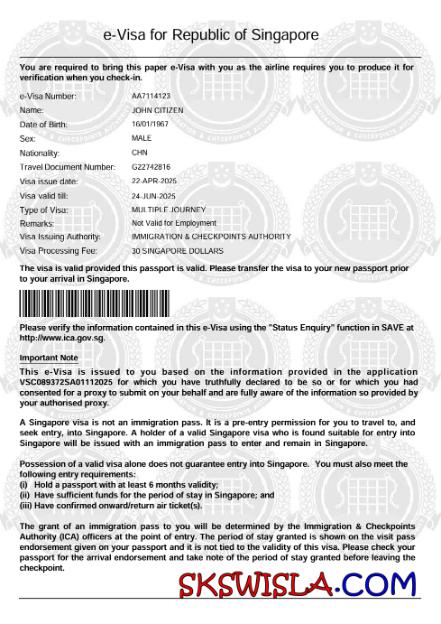 e-Visa for Republic of Singapore
You are required to bring this paper e-Visa with you as the airline requires you to produce it for
verification when you check-in.
e-Visa Number: AA7114123
Name: JOHN CITIZEN
Date of Birth: 16/01/1967
Sex: MALE
Nationality: CHN
Travel Document Number: G22742816
Visa issue date: 22-APR-2025
Visa valid till: 24-JUN-2025
Type of Visa: MULTIPLE JOURNEY
Remarks: Not Valid for Employment
Visa Issuing Authority: IMMIGRATION & CHECKPOINTS AUTHORITY
Visa Processing Fee: 30 SINGAPORE DOLLARS
The visa is valid provided this passport is valid. Please transfer the visa to your new passport prior
to your arrival in Singapore.
Please verify the information contained in this e-Visa using the "Status Enquiry" function in SAVE at
http://www.ica.gov.sg.
Important Note
This e-Visa is issued to you based on the information provided in the application
VSC089372SA01112025 for which you have truthfully declared to be so or for which you had
consented for a proxy to submit on your behalf and are fully aware of the information so provided by
your authorised proxy.
A Singapore visa is not an immigration pass. It is a pre-entry permission for you to travel to, and
seek entry, into Singapore. A holder of a valid Singapore visa who is found suitable for entry into
Singapore will be issued with an immigration pass to enter and remain in Singapore.
Possession of a valid visa alone does not guarantee entry into Singapore. You must also meet the
following entry requirements:
(i) Hold a passport with at least 6 months validity;
(ii) Have sufficient funds for the period of stay in Singapore; and
(iii) Have confirmed onward/return air ticket(s).
The grant of an immigration pass to you will be determined by the Immigration & Checkpoints
Authority (ICA) officers at the point of entry. The period of stay granted is shown on the visit pass
endorsement given on your passport and it is not tied to the validity of this visa. Please check your
passport for the arrival endorsement and take note of the period of stay granted before leaving the
checkpoint.
SKSWISLA.COM